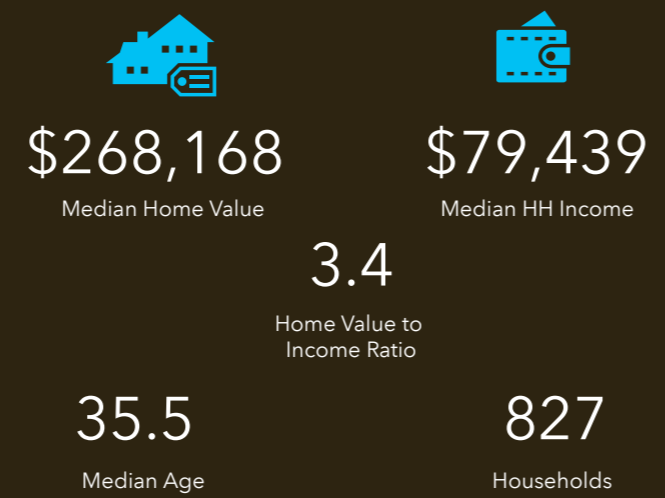 $268,168
$79,439
Median Home Value
Median HH Income
3.4
Home Value to
Income Ratio
35.5
827
Median Age
Households